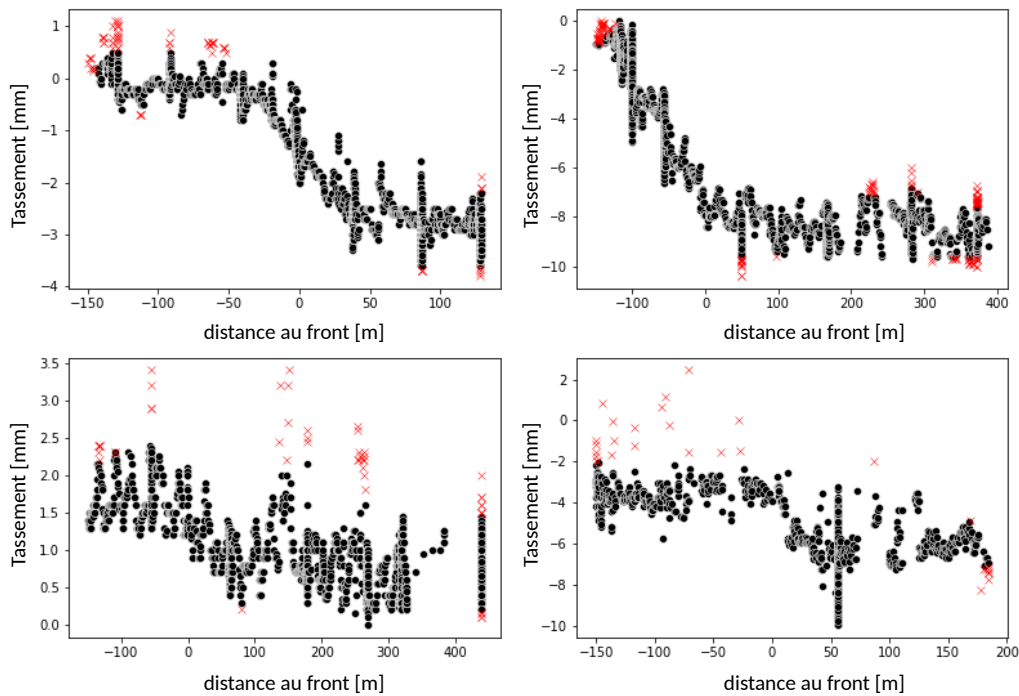 1
0
−1
−2
−3
−4
Tassement [mm]
−150 −100 −50 0 50 100
distance au front [m]
0
−2
−4
−6
−8
−10
Tassement [mm]
−100 0 100 200 300 400
distance au front [m]
3.5
3.0
2.5
2.0
1.5
1.0
0.5
0.0
Tassement [mm]
−100 0 100 200 300 400
distance au front [m]
2
0
−2
−4
−6
−8
−10
Tassement [mm]
−150 −100 −50 0 50 100 150 200
distance au front [m]